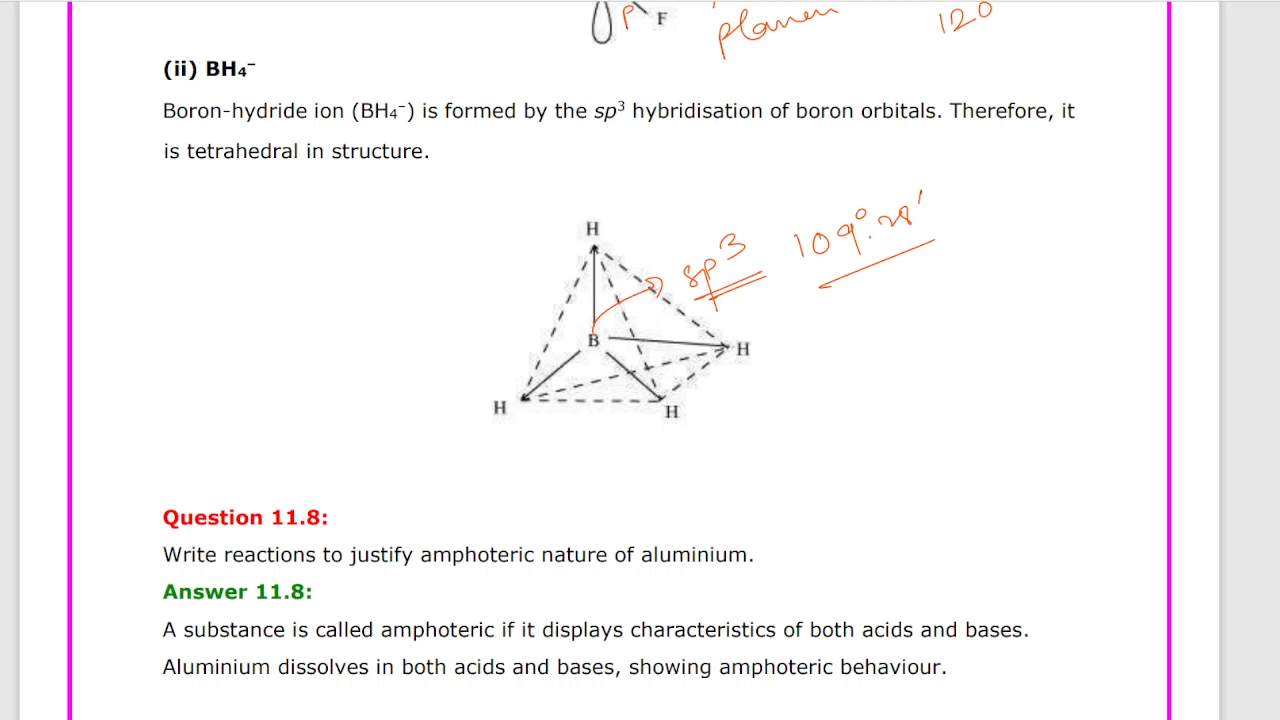 P F planen 120
(ii) BH₄⁻
Boron-hydride ion (BH₄⁻) is formed by the sp³ hybridisation of boron orbitals. Therefore, it
is tetrahedral in structure.
H
sp3 109°.28'
B
H
H
H
Question 11.8:
Write reactions to justify amphoteric nature of aluminium.
Answer 11.8:
A substance is called amphoteric if it displays characteristics of both acids and bases.
Aluminium dissolves in both acids and bases, showing amphoteric behaviour.